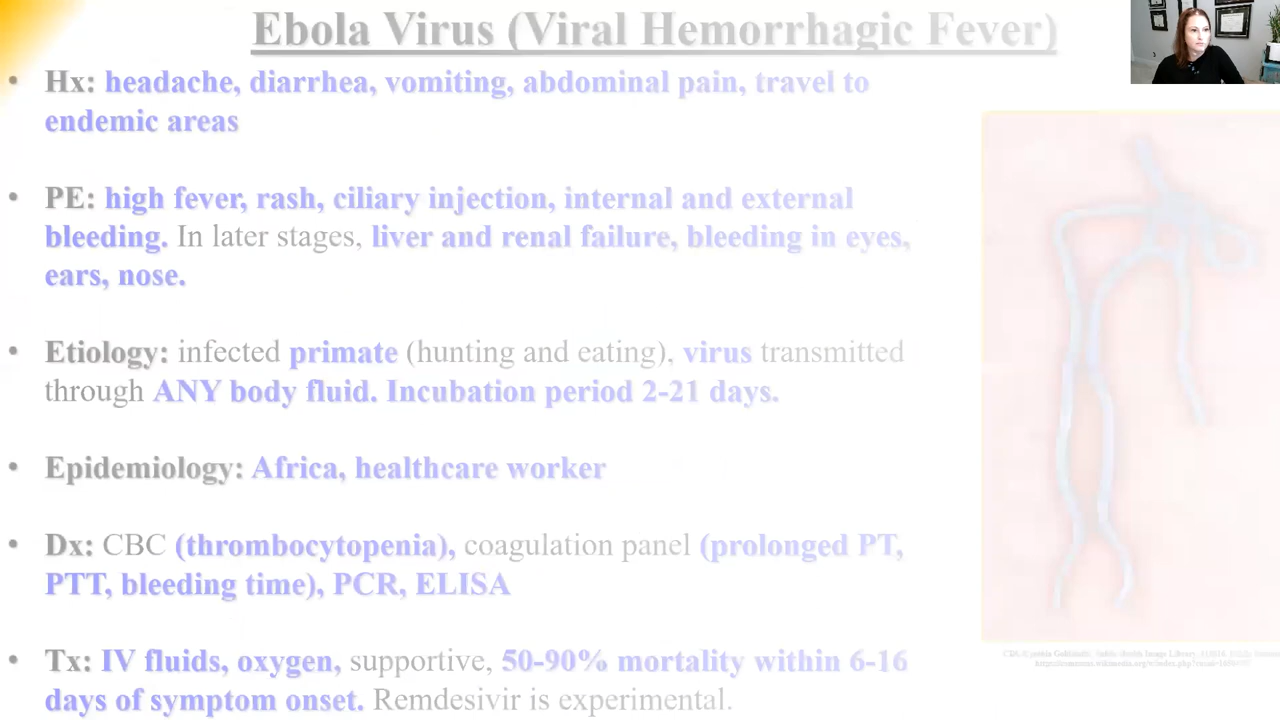 Ebola Virus (Viral Hemorrhagic Fever)
• Hx: headache, diarrhea, vomiting, abdominal pain, travel to
endemic areas
• PE: high fever, rash, ciliary injection, internal and external
bleeding. In later stages, liver and renal failure, bleeding in eyes,
ears, nose.
• Etiology: infected primate (hunting and eating), virus transmitted
through ANY body fluid. Incubation period 2-21 days.
• Epidemiology: Africa, healthcare worker
• Dx: CBC (thrombocytopenia), coagulation panel (prolonged PT,
PTT, bleeding time), PCR, ELISA
• Tx: IV fluids, oxygen, supportive, 50-90% mortality within 6-16
days of symptom onset. Remdesivir is experimental.
Public Health Image Library,